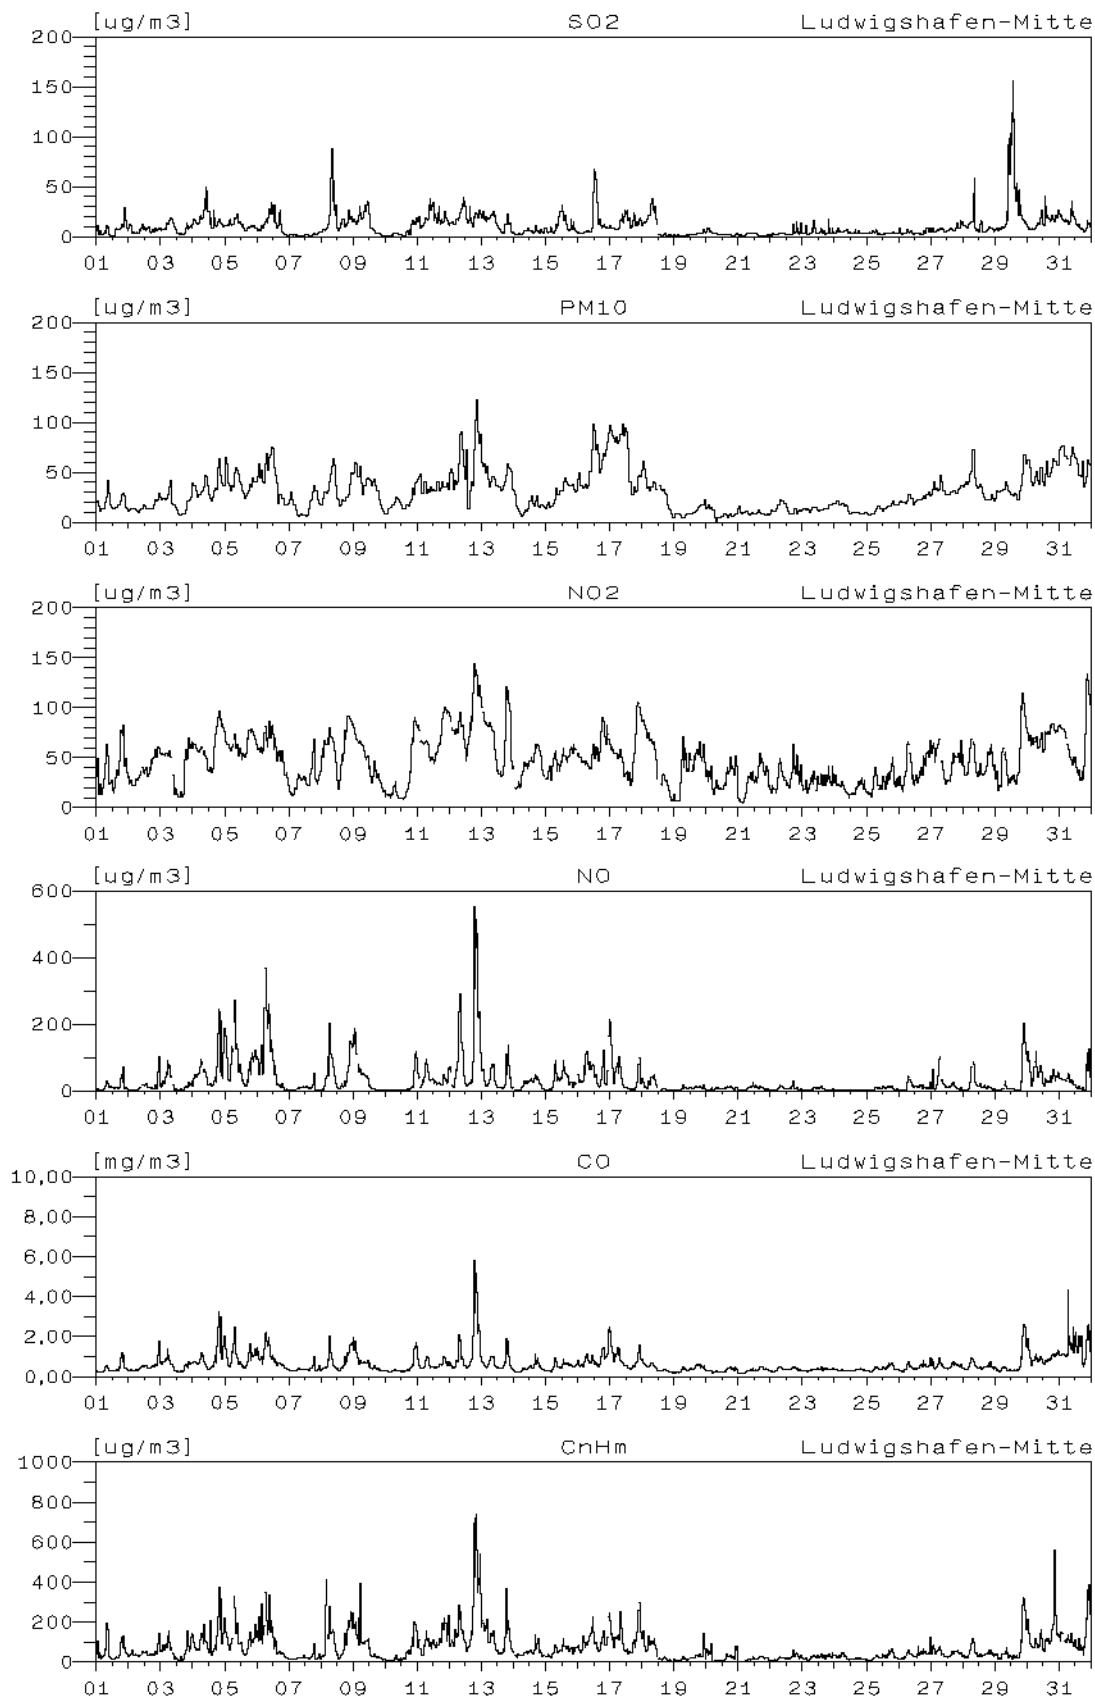 [ug/m3] SO2 Ludwigshafen-Mitte
200
150
100
50
0
01 03 05 07 09 11 13 15 17 19 21 23 25 27 29 31
[ug/m3] PM10 Ludwigshafen-Mitte
200
150
100
50
0
01 03 05 07 09 11 13 15 17 19 21 23 25 27 29 31
[ug/m3] NO2 Ludwigshafen-Mitte
200
150
100
50
0
01 03 05 07 09 11 13 15 17 19 21 23 25 27 29 31
[ug/m3] NO Ludwigshafen-Mitte
600
400
200
0
01 03 05 07 09 11 13 15 17 19 21 23 25 27 29 31
[mg/m3] CO Ludwigshafen-Mitte
10,00
8,00
6,00
4,00
2,00
0,00
01 03 05 07 09 11 13 15 17 19 21 23 25 27 29 31
[ug/m3] CnHm Ludwigshafen-Mitte
1000
800
600
400
200
0
01 03 05 07 09 11 13 15 17 19 21 23 25 27 29 31